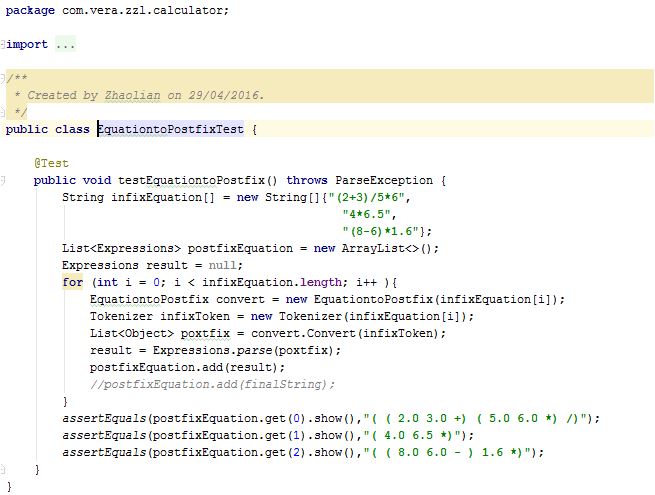 package com.vera.zzl.calculator;
import ...
/**
* Created by Zhaolian on 29/04/2016.
*/
public class EquationtoPostfixTest {
@Test
public void testEquationtoPostfix() throws ParseException {
String infixEquation[] = new String[]{"(2+3)/5*6",
"4*6.5",
"(8-6)*1.6"};
List<Expressions> postfixEquation = new ArrayList<>();
Expressions result = null;
for (int i = 0; i < infixEquation.length; i++ ){
EquationtoPostfix convert = new EquationtoPostfix(infixEquation[i]);
Tokenizer infixToken = new Tokenizer(infixEquation[i]);
List<Object> poxtfix = convert.Convert(infixToken);
result = Expressions.parse(poxtfix);
postfixEquation.add(result);
//postfixEquation.add(finalString);
}
assertEquals(postfixEquation.get(0).show(),"( ( 2.0 3.0 +) ( 5.0 6.0 *) /)");
assertEquals(postfixEquation.get(1).show(),"( 4.0 6.5 *)");
assertEquals(postfixEquation.get(2).show(),"( ( 8.0 6.0 - ) 1.6 *)");
}
}